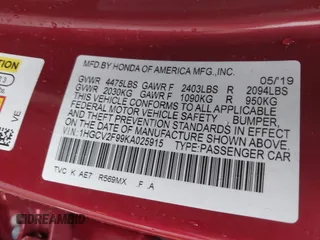 MFD BY HONDA OF AMERICA MFG.,INC.
05/'19
GVWR 4475LBS GAWR F 2403LBS R 2094LBS
GVWR 2030KG GAWR F 1090KG R 950KG
THIS VEHICLE CONFORMS TO ALL APPLICABLE
FEDERAL MOTOR VEHICLE SAFETY, BUMPER,
AND THEFT PREVENTION STANDARDS IN EFFECT
ON THE DATE OF MANUFACTURE SHOWN ABOVE.
VIN:1HGCV2F99KA025915 TYPE:PASSENGER CAR
TVC K AE7 R569MX .F .A
DREAMBID